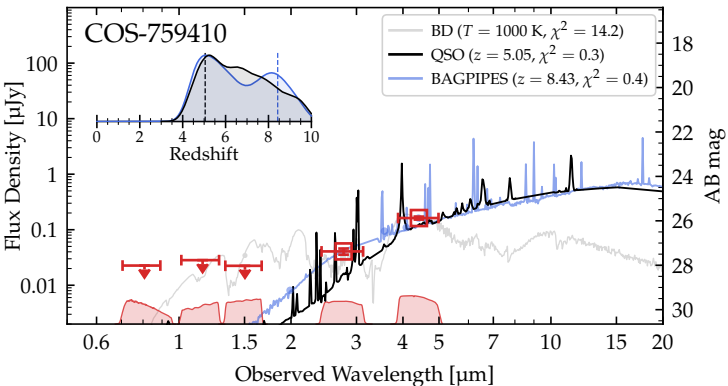 COS-759410
BD (T = 1000 K, χ² = 14.2)
QSO (z = 5.05, χ² = 0.3)
BAGPIPES (z = 8.43, χ² = 0.4)
0 2 4 6 8 10
Redshift
Flux Density [μJy]
100
10
1
0.1
0.01
AB mag
18
20
22
24
26
28
30
0.6 1 2 3 4 5 10 15 20
Observed Wavelength [μm]